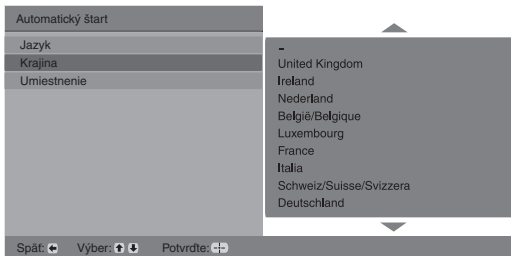 Automatický štart
Jazyk
Krajina
Umiestnenie
-
United Kingdom
Ireland
Nederland
België/Belgique
Luxembourg
France
Italia
Schweiz/Suisse/Svizzera
Deutschland
Späť: Výber: Potvrďte: